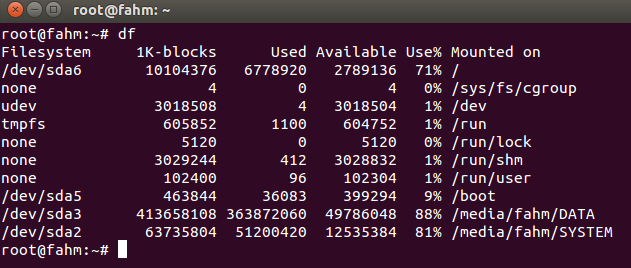 root@fahm: ~
root@fahm:~# df
Filesystem     1K-blocks      Used Available Use% Mounted on
/dev/sda6       10104376   6778920   2789136  71% /
none                   4         0         4   0% /sys/fs/cgroup
udev             3018508         4   3018504   1% /dev
tmpfs             605852      1100    604752   1% /run
none                5120         0      5120   0% /run/lock
none             3029244       412   3028832   1% /run/shm
none              102400        96    102304   1% /run/user
/dev/sda5         463844     36083    399294   9% /boot
/dev/sda3      413658108 363872060  49786048  88% /media/fahm/DATA
/dev/sda2       63735804  51200420  12535384  81% /media/fahm/SYSTEM
root@fahm:~#